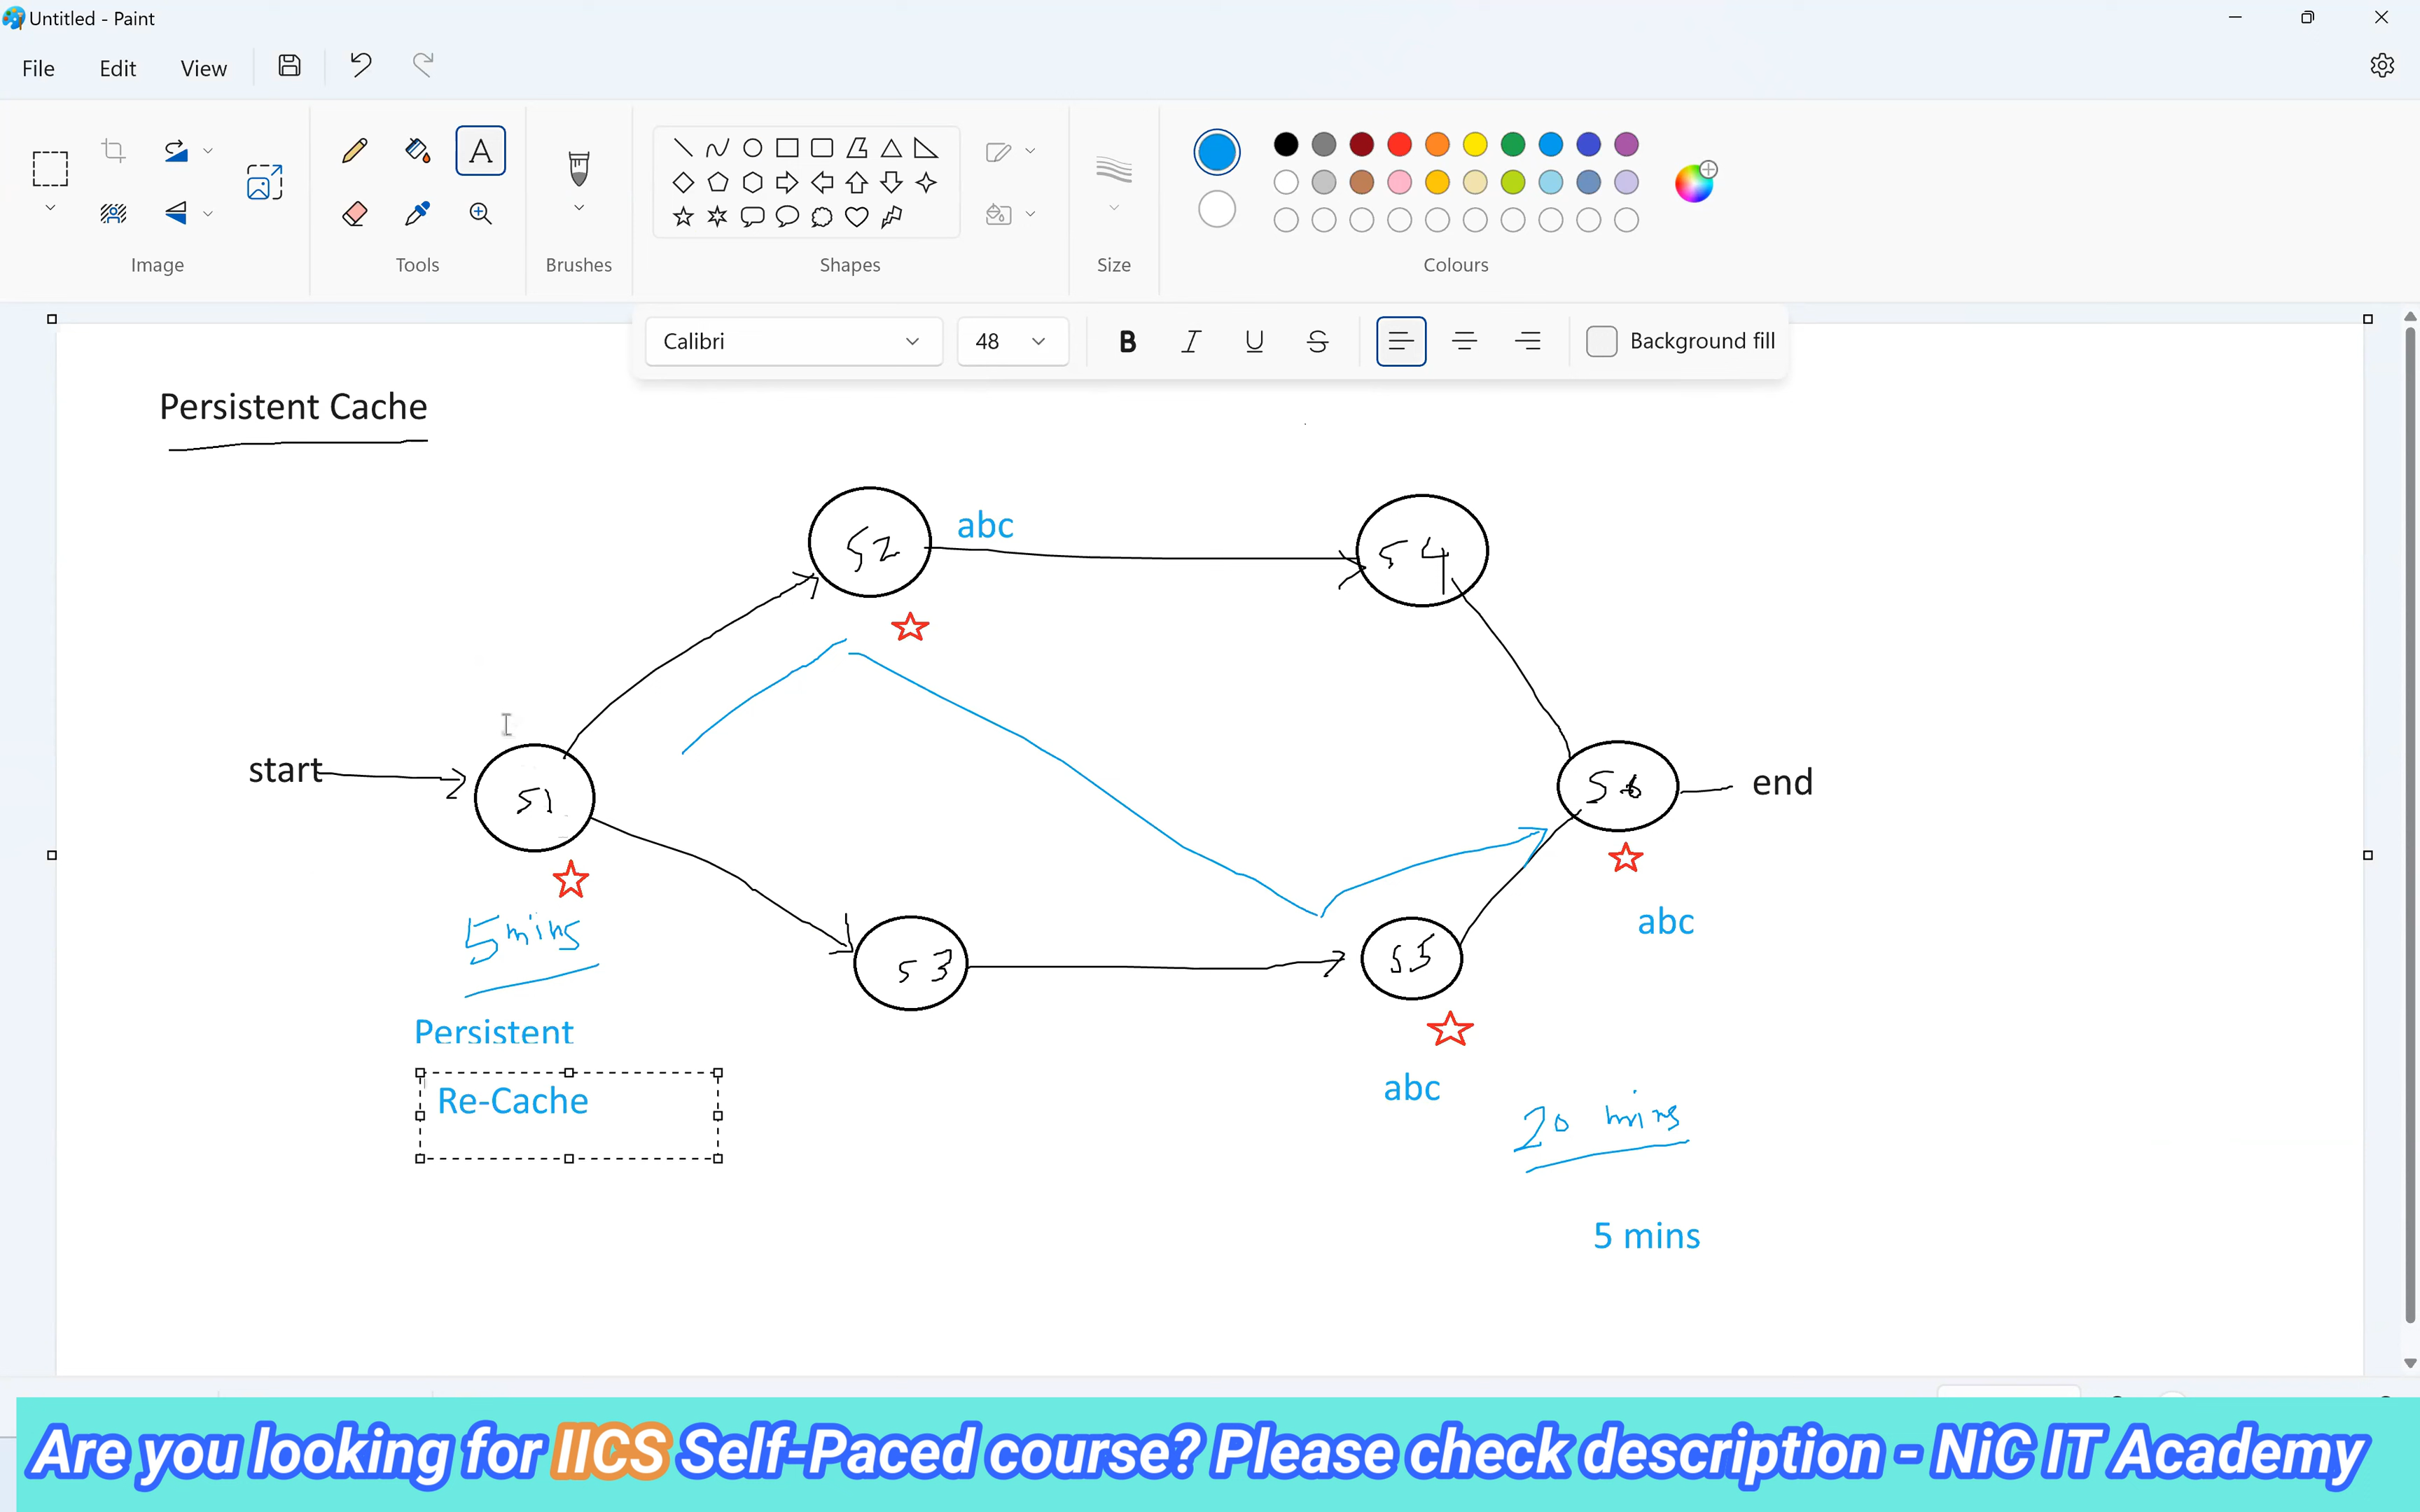 Untitled - Paint
File Edit View
Image Tools Brushes Shapes Size Colours
Calibri 48 B I U S Background fill
Persistent Cache
S2 abc S4
start S1 S6 end
5 mins S3 S5 abc
Persistent
Re-Cache abc
20 mins
5 mins
Are you looking for IICS Self-Paced course? Please check description - NiC IT Academy